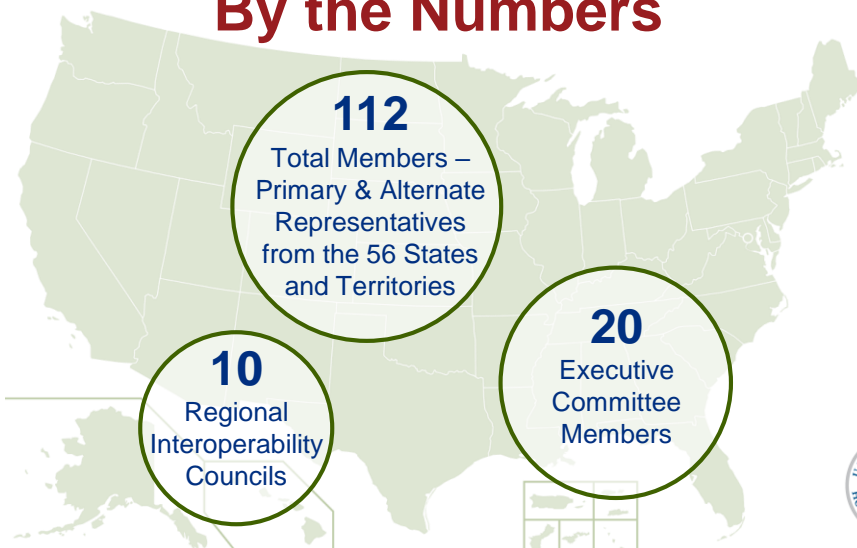 By the Numbers
112
Total Members –
Primary & Alternate
Representatives
from the 56 States
and Territories
20
Executive
Committee
Members
10
Regional
Interoperability
Councils